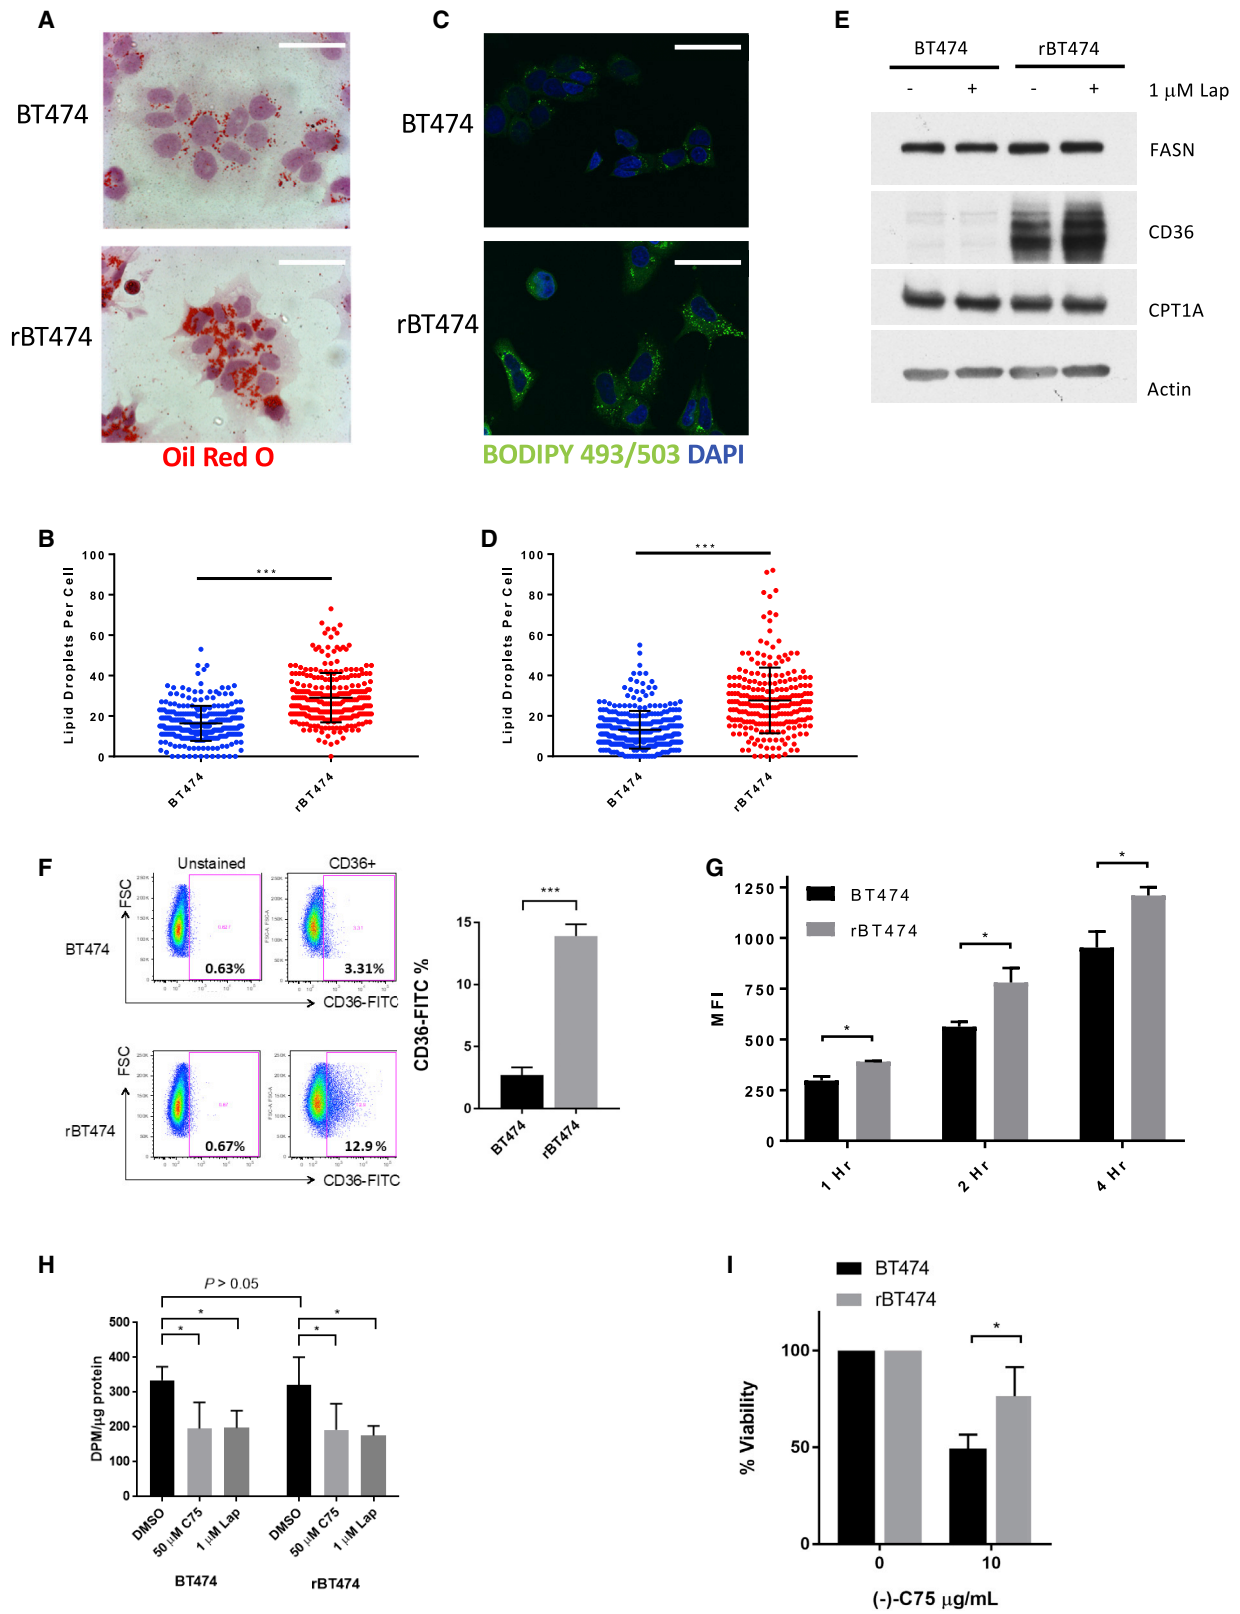 A
BT474
rBT474
Oil Red O
C
BT474
rBT474
BODIPY 493/503 DAPI
E
BT474 rBT474
- + - + 1 μM Lap
FASN
CD36
CPT1A
Actin
B
Lipid Droplets Per Cell
100
80
60
40
20
0
***
BT474
rBT474
D
Lipid Droplets Per Cell
100
80
60
40
20
0
***
BT474
rBT474
F
Unstained CD36+
FSC
BT474
0.63%
3.31%
CD36-FITC
FSC
rBT474
0.67%
12.9%
CD36-FITC
CD36-FITC %
15
10
5
0
***
BT474
rBT474
G
BT474
rBT474
MFI
1250
1000
750
500
250
0
*
*
*
1 Hr
2 Hr
4 Hr
H
P > 0.05
* *
* *
DPM/μg protein
500
400
300
200
100
0
DMSO
50 μM C75
1 μM Lap
DMSO
50 μM C75
1 μM Lap
BT474 rBT474
I
BT474
rBT474
% Viability
100
50
0
*
0 10
(-)-C75 μg/mL